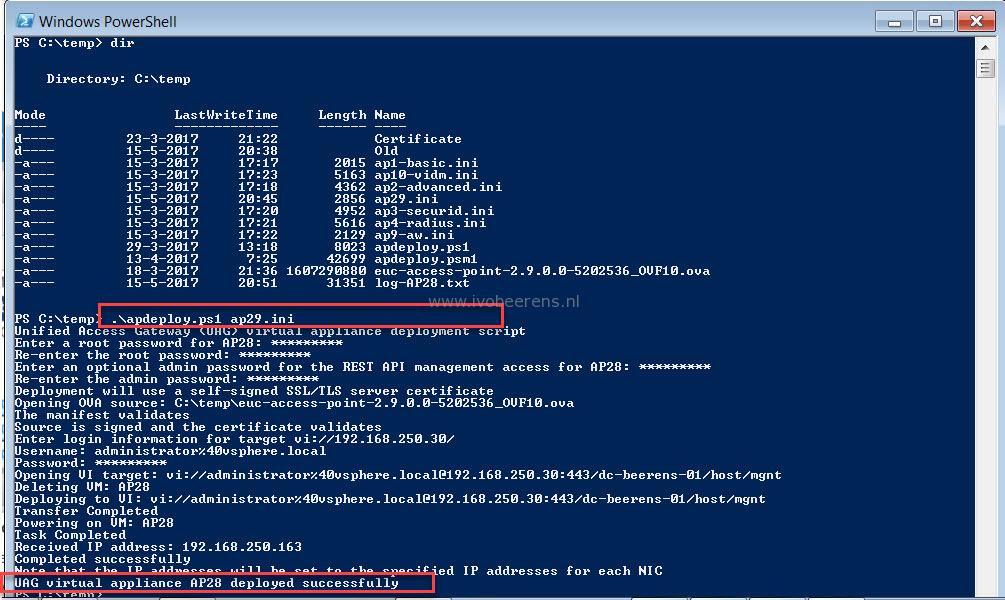 Windows PowerShell
PS C:\temp> dir
Directory: C:\temp
Mode LastWriteTime Length Name
---- ------------- ------ ----
d---- 23-3-2017 21:22 Certificate
d---- 15-5-2017 20:38 Old
-a--- 15-3-2017 17:17 2015 ap1-basic.ini
-a--- 15-3-2017 17:23 5163 ap10-vidm.ini
-a--- 15-3-2017 17:18 4362 ap2-advanced.ini
-a--- 15-5-2017 20:45 2856 ap29.ini
-a--- 15-3-2017 17:20 4952 ap3-securid.ini
-a--- 15-3-2017 17:21 5616 ap4-radius.ini
-a--- 15-3-2017 17:22 2129 ap9-aw.ini
-a--- 29-3-2017 13:18 8023 apdeploy.ps1
-a--- 13-4-2017 7:25 42699 apdeploy.psm1
-a--- 18-3-2017 21:36 1607290880 euc-access-point-2.9.0.0-5202536_OVF10.ova
-a--- 15-5-2017 20:51 31351 log-AP28.txt
www.ivobeerens.nl
PS C:\temp> .\apdeploy.ps1 ap29.ini
Unified Access Gateway (UAG) virtual appliance deployment script
Enter a root password for AP28: *********
Re-enter the root password: *********
Enter an optional admin password for the REST API management access for AP28: *********
Re-enter the admin password: *********
Deployment will use a self-signed SSL/TLS server certificate
Opening OVA source: C:\temp\euc-access-point-2.9.0.0-5202536_OVF10.ova
The manifest validates
Source is signed and the certificate validates
Enter login information for target vi://192.168.250.30/
Username: administrator%40vsphere.local
Password: *********
Opening VI target: vi://administrator%40vsphere.local@192.168.250.30:443/dc-beerens-01/host/mgnt
Deleting VM: AP28
Deploying to VI: vi://administrator%40vsphere.local@192.168.250.30:443/dc-beerens-01/host/mgnt
Transfer Completed
Powering on VM: AP28
Task Completed
Received IP address: 192.168.250.163
Completed successfully
Note that the IP addresses will be set to the specified IP addresses for each NIC
UAG virtual appliance AP28 deployed successfully
PS C:\temp>